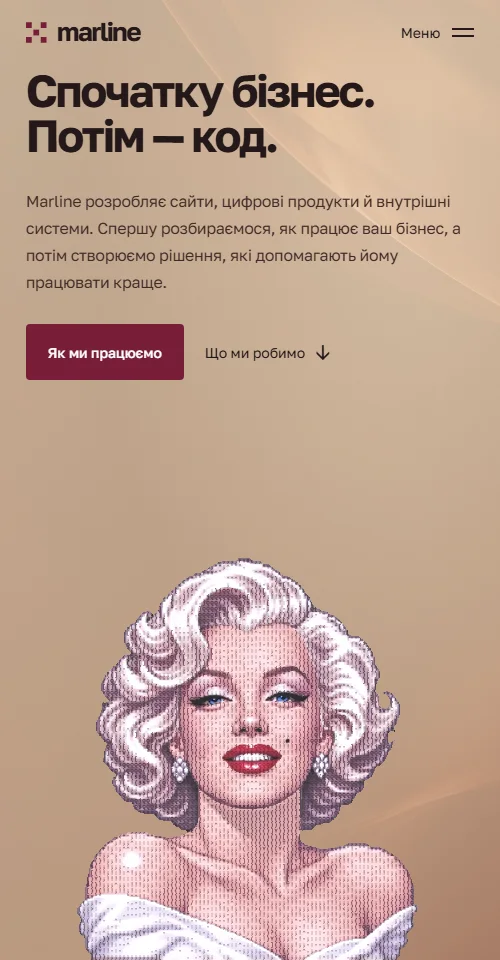 marline
Меню
Спочатку бізнес.
Потім — код.
Marline розробляє сайти, цифрові продукти й внутрішні
системи. Спершу розбираємося, як працює ваш бізнес, а
потім створюємо рішення, які допомагають йому
працювати краще.
Як ми працюємо
Що ми робимо